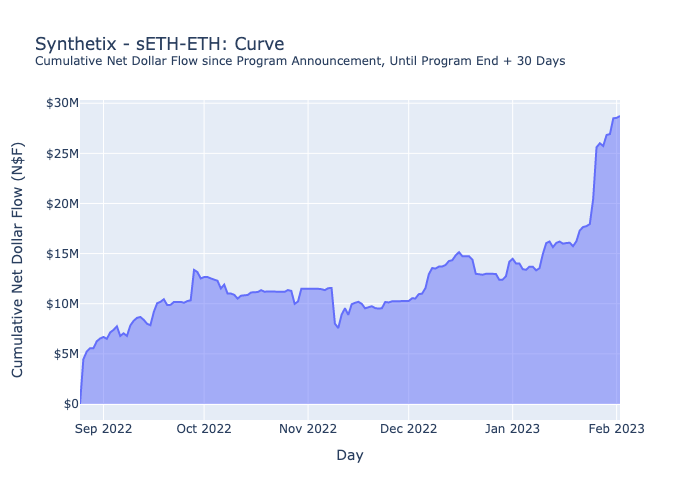 Synthetix - sETH-ETH: Curve
Cumulative Net Dollar Flow since Program Announcement, Until Program End + 30 Days
Cumulative Net Dollar Flow (N$F)
$30M
$25M
$20M
$15M
$10M
$5M
$0
Sep 2022 Oct 2022 Nov 2022 Dec 2022 Jan 2023 Feb 2023
Day